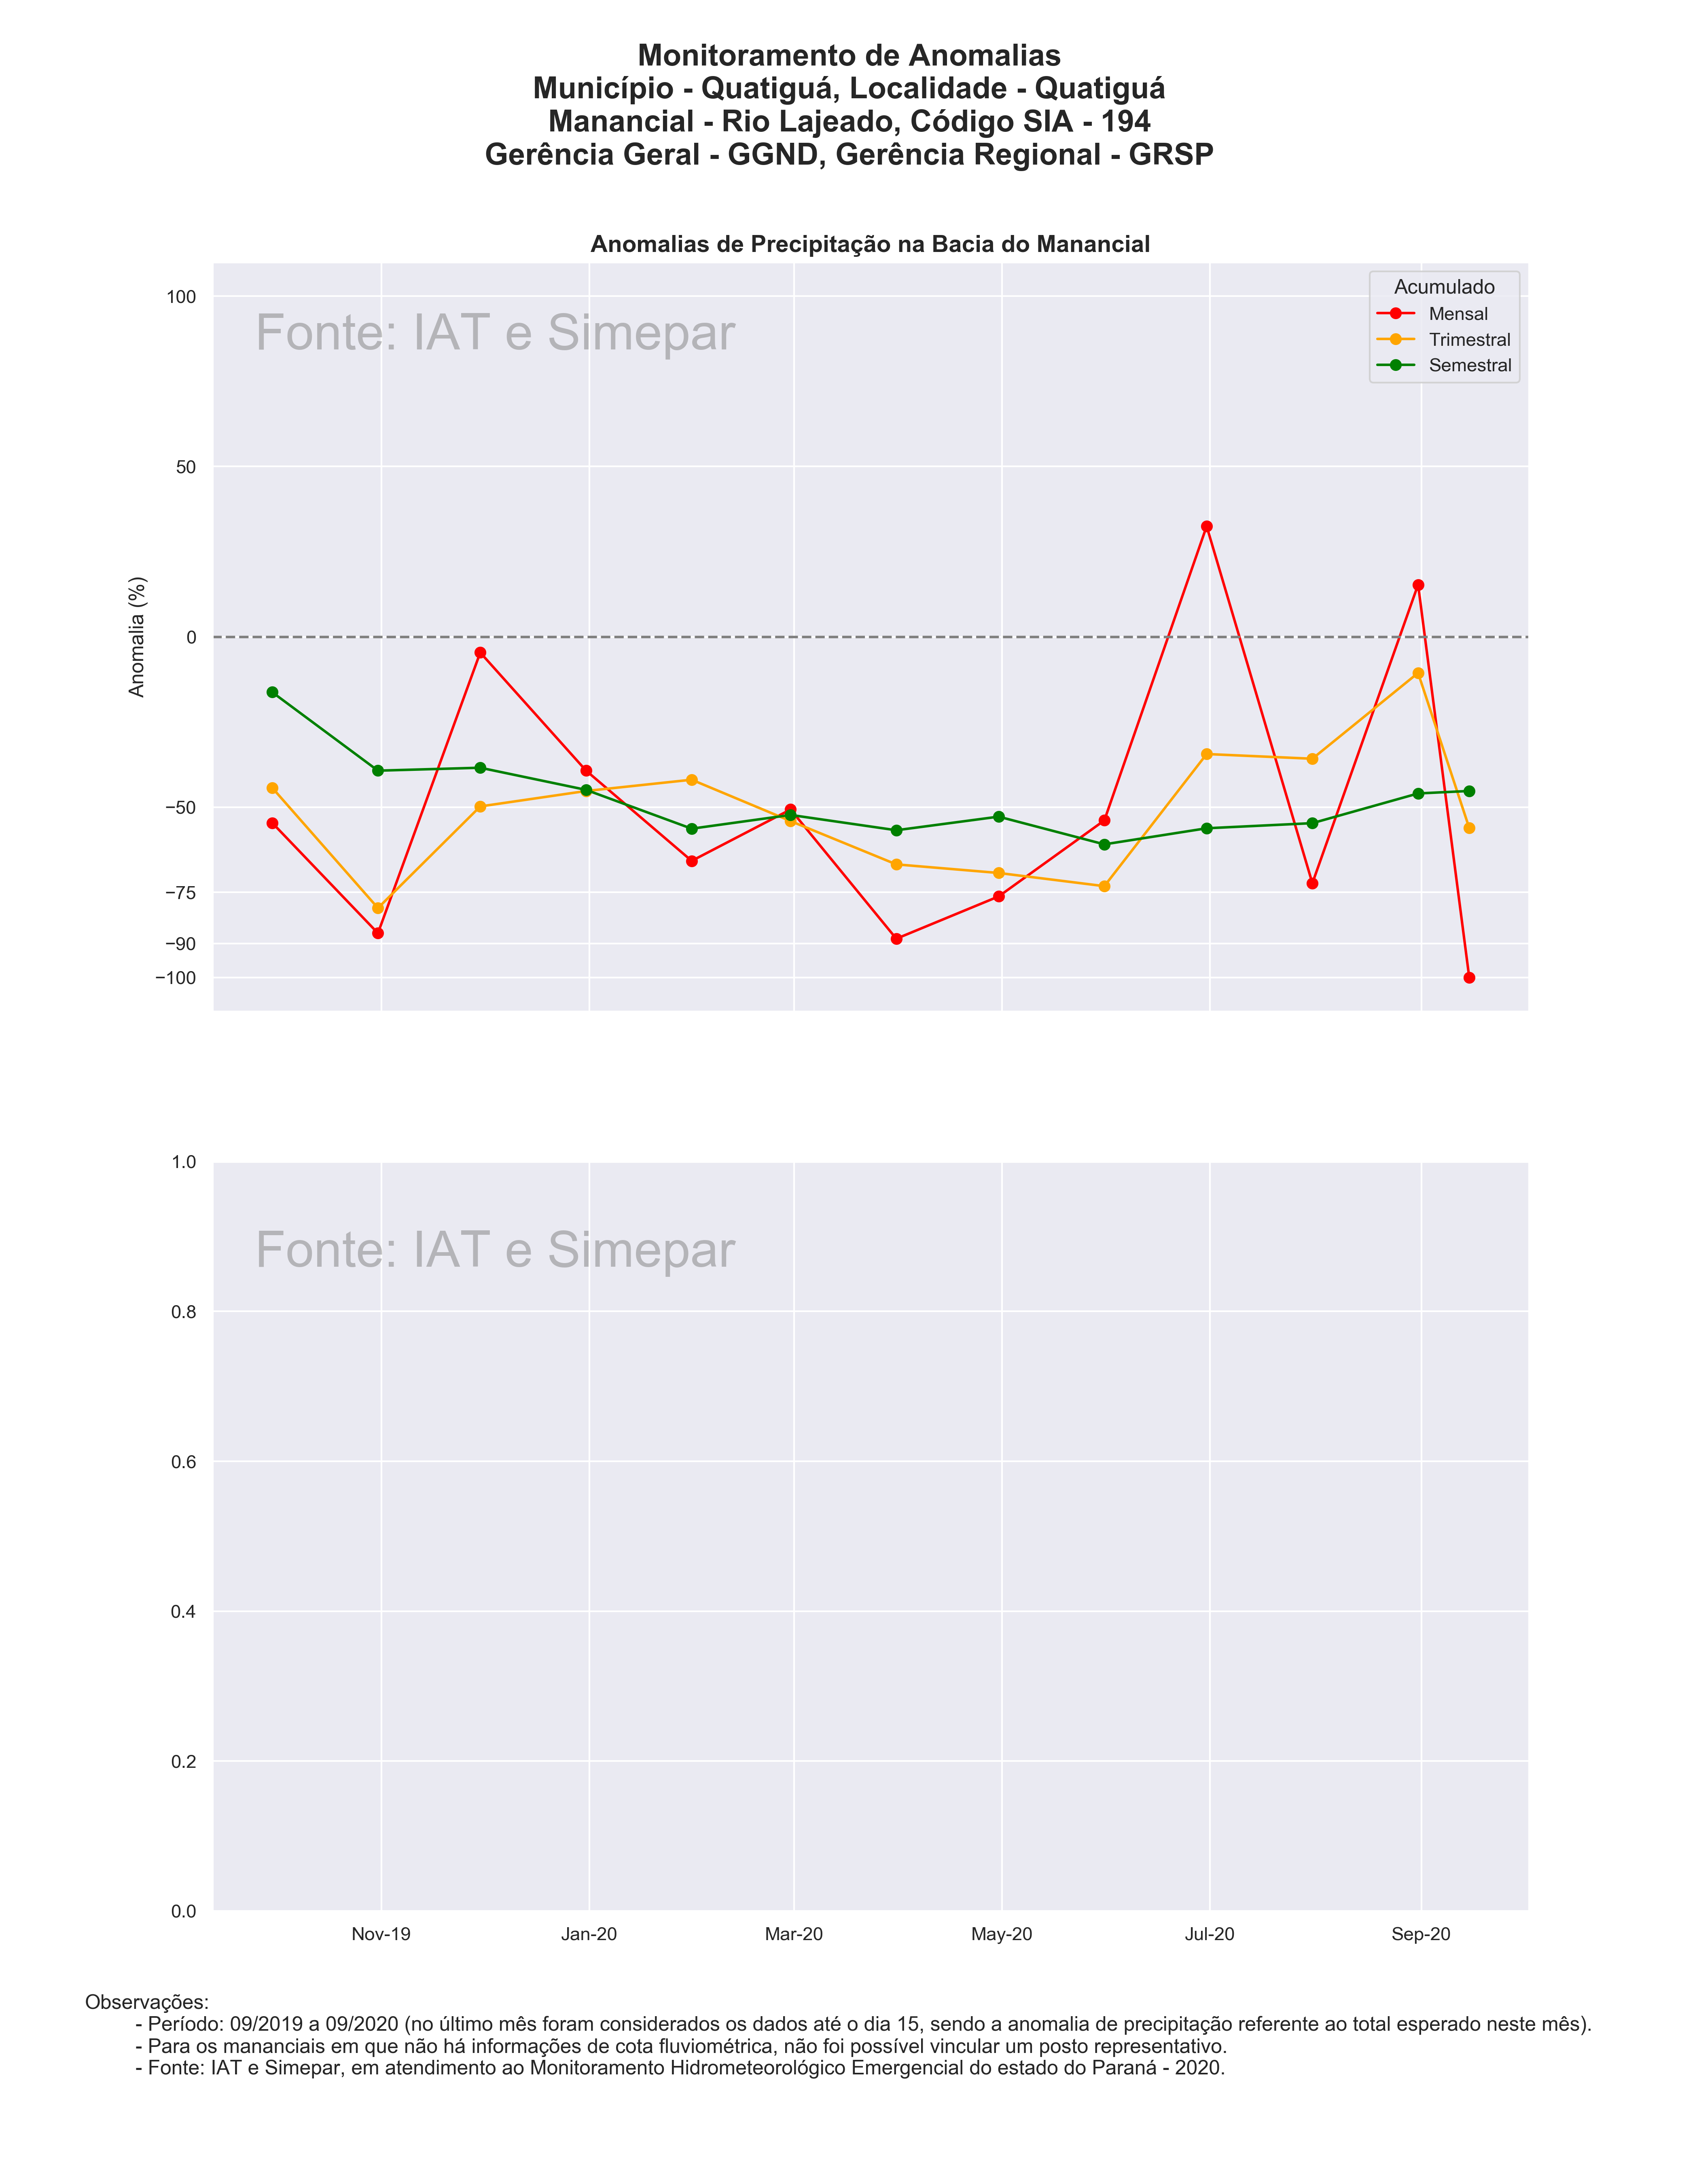 Monitoramento de Anomalias
Município - Quatiguá, Localidade - Quatiguá
Manancial - Rio Lajeado, Código SIA - 194
Gerência Geral - GGND, Gerência Regional - GRSP
Anomalias de Precipitação na Bacia do Manancial
Fonte: IAT e Simepar
Acumulado
Mensal
Trimestral
Semestral
Anomalia (%)
100
50
0
−50
−75
−90
−100
Fonte: IAT e Simepar
1.0
0.8
0.6
0.4
0.2
0.0
Nov-19 Jan-20 Mar-20 May-20 Jul-20 Sep-20
Observações:
- Período: 09/2019 a 09/2020 (no último mês foram considerados os dados até o dia 15, sendo a anomalia de precipitação referente ao total esperado neste mês).
- Para os mananciais em que não há informações de cota fluviométrica, não foi possível vincular um posto representativo.
- Fonte: IAT e Simepar, em atendimento ao Monitoramento Hidrometeorológico Emergencial do estado do Paraná - 2020.